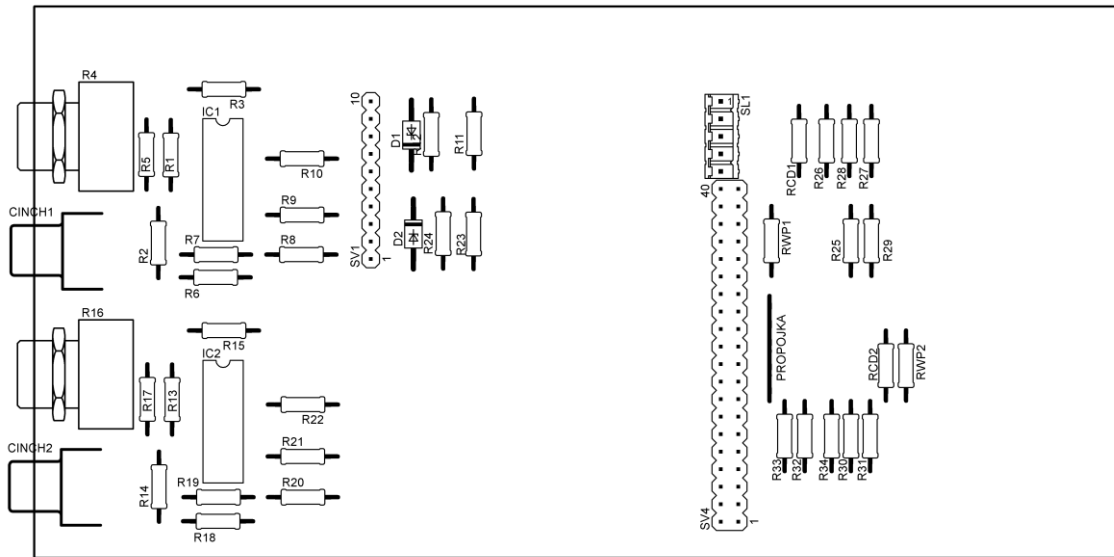 R4
R3
IC1
R5
R1
R10
R9
CINCH1
R2
R7
R8
R6
10
SV1
1
D1
R11
D2
R24
R23
1
SL1
RCD1
R26
R28
R27
40
RWP1
R25
R29
PROPOJKA
RCD2
RWP2
R16
R15
IC2
R17
R13
R22
CINCH2
R21
R14
R19
R20
R18
R33
R32
R34
R30
R31
SV4
1